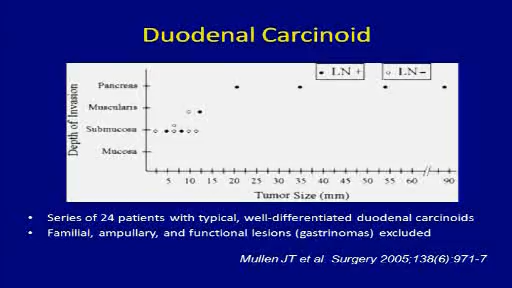 Duodenal Carcinoid
• LN + ○ LN−
Depth of Invasion
Pancreas
Muscularis
Submucosa
Mucosa
5 10 15 20 25 30 35 40 45 50 55 60 90
Tumor Size (mm)
• Series of 24 patients with typical, well-differentiated duodenal carcinoids
• Familial, ampullary, and functional lesions (gastrinomas) excluded
Mullen JT et al. Surgery 2005;138(6):971-7